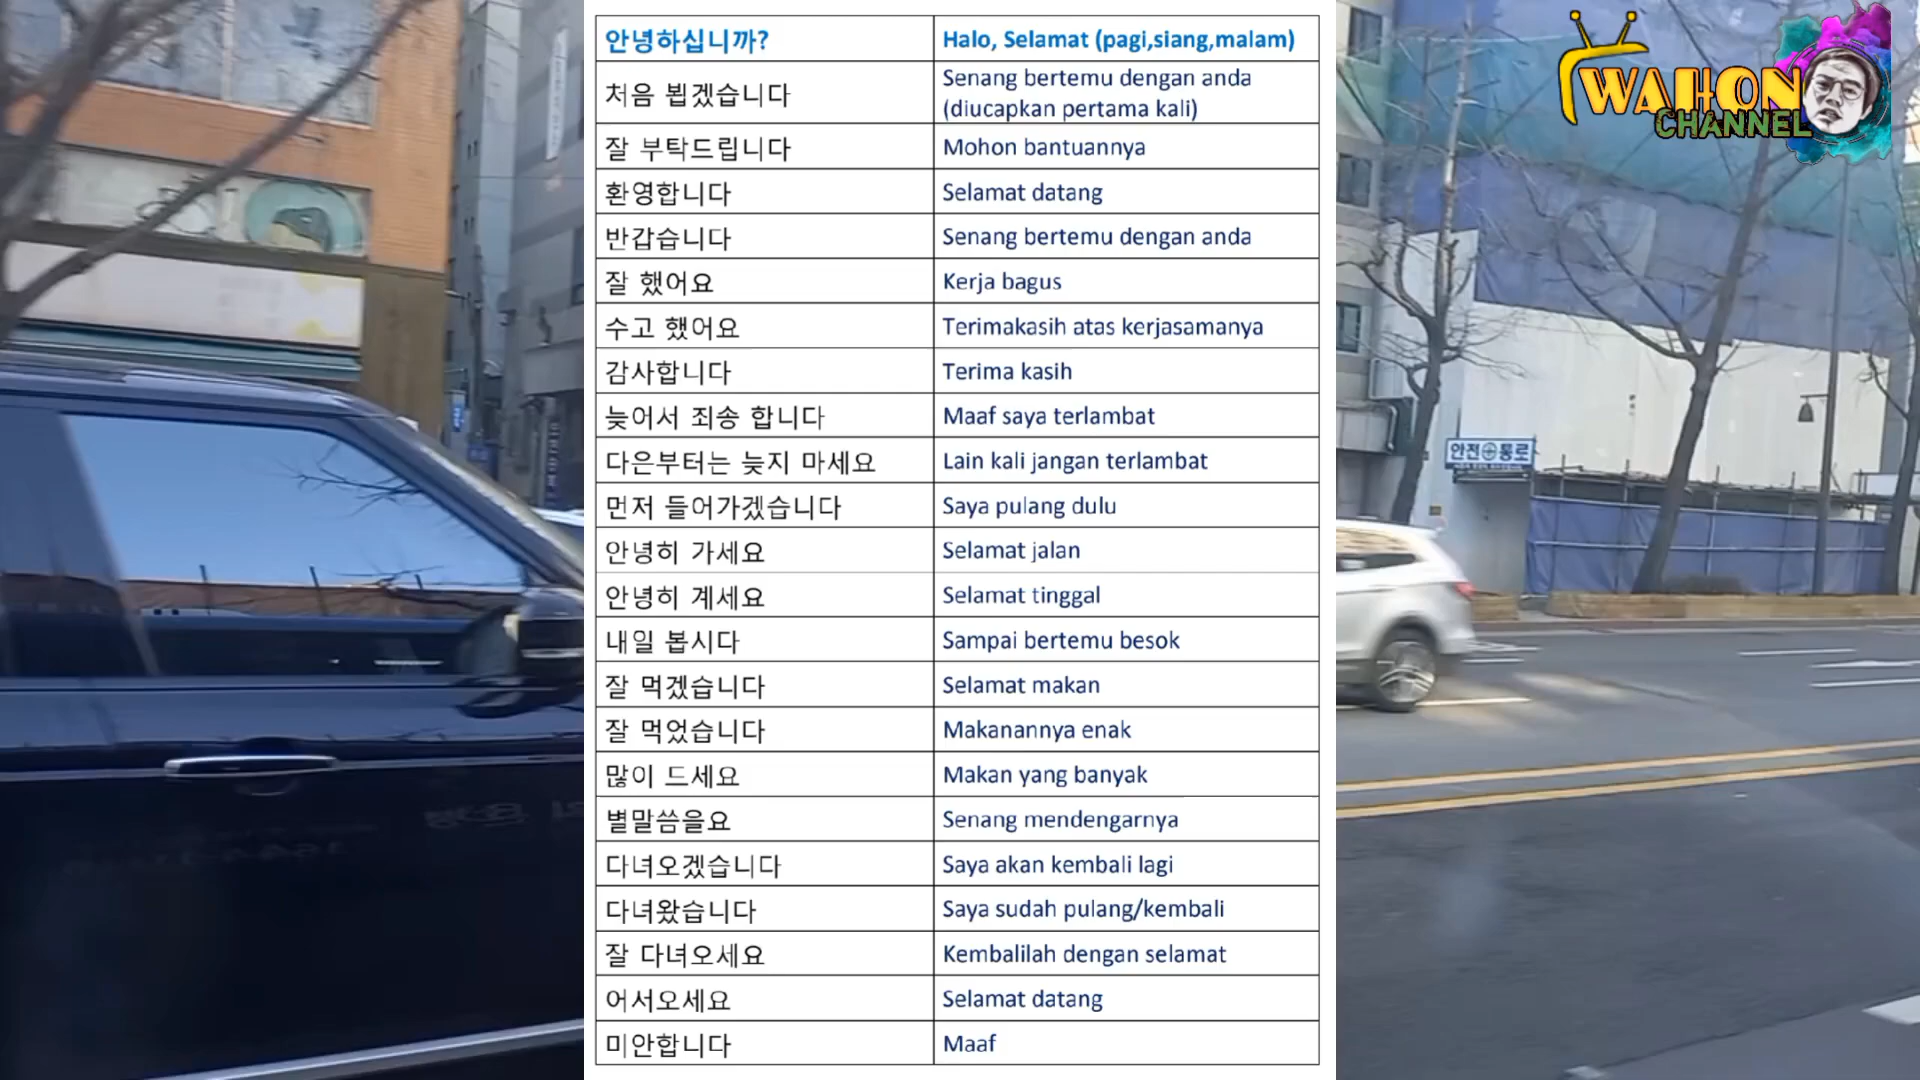 안녕하십니까? Halo, Selamat (pagi,siang,malam)
처음 뵙겠습니다 Senang bertemu dengan anda
(diucapkan pertama kali)
잘 부탁드립니다 Mohon bantuannya
환영합니다 Selamat datang
반갑습니다 Senang bertemu dengan anda
잘 했어요 Kerja bagus
수고 했어요 Terimakasih atas kerjasamanya
감사합니다 Terima kasih
늦어서 죄송 합니다 Maaf saya terlambat
다은부터는 늦지 마세요 Lain kali jangan terlambat
먼저 들어가겠습니다 Saya pulang dulu
안녕히 가세요 Selamat jalan
안녕히 계세요 Selamat tinggal
내일 봅시다 Sampai bertemu besok
잘 먹겠습니다 Selamat makan
잘 먹었습니다 Makanannya enak
많이 드세요 Makan yang banyak
별말씀을요 Senang mendengarnya
다녀오겠습니다 Saya akan kembali lagi
다녀왔습니다 Saya sudah pulang/kembali
잘 다녀오세요 Kembalilah dengan selamat
어서오세요 Selamat datang
미안합니다 Maaf
WAHON
CHANNEL
안전 통로